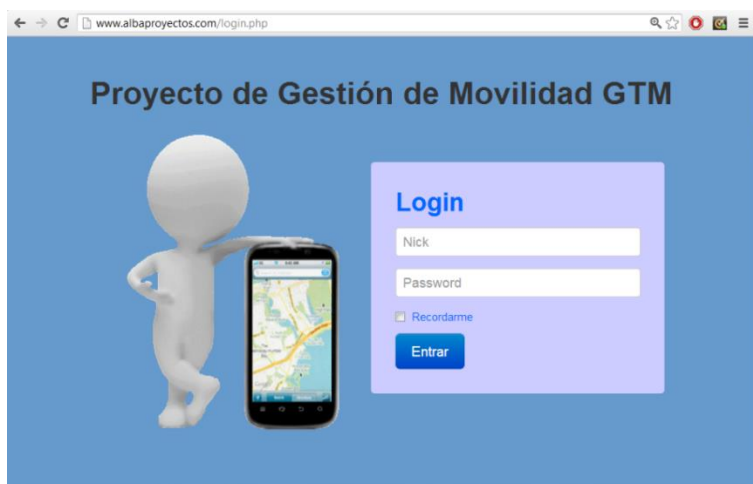 www.albaproyectos.com/login.php
Proyecto de Gestión de Movilidad GTM
Login
Nick
Password
Recordarme
Entrar